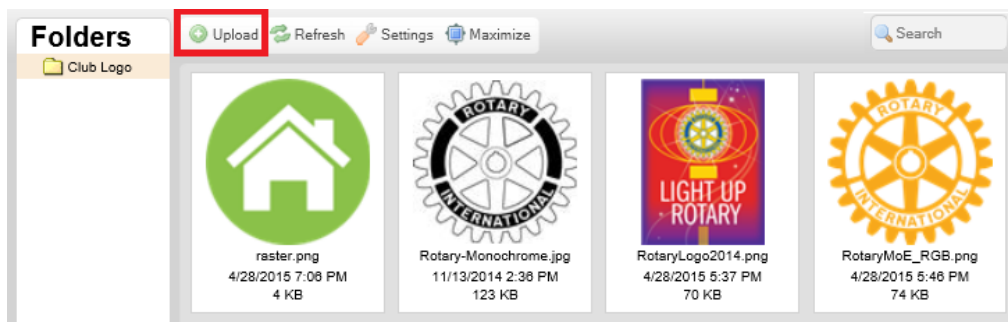 Folders
Club Logo
Upload
Refresh
Settings
Maximize
Search
ROTARY
INTERNATIONAL
raster.png
4/28/2015 7:06 PM
4 KB
Rotary-Monochrome.jpg
11/13/2014 2:36 PM
123 KB
LIGHT UP
ROTARY
RotaryLogo2014.png
4/28/2015 5:37 PM
70 KB
ROTARY
INTERNATIONAL
RotaryMoE_RGB.png
4/28/2015 5:46 PM
74 KB